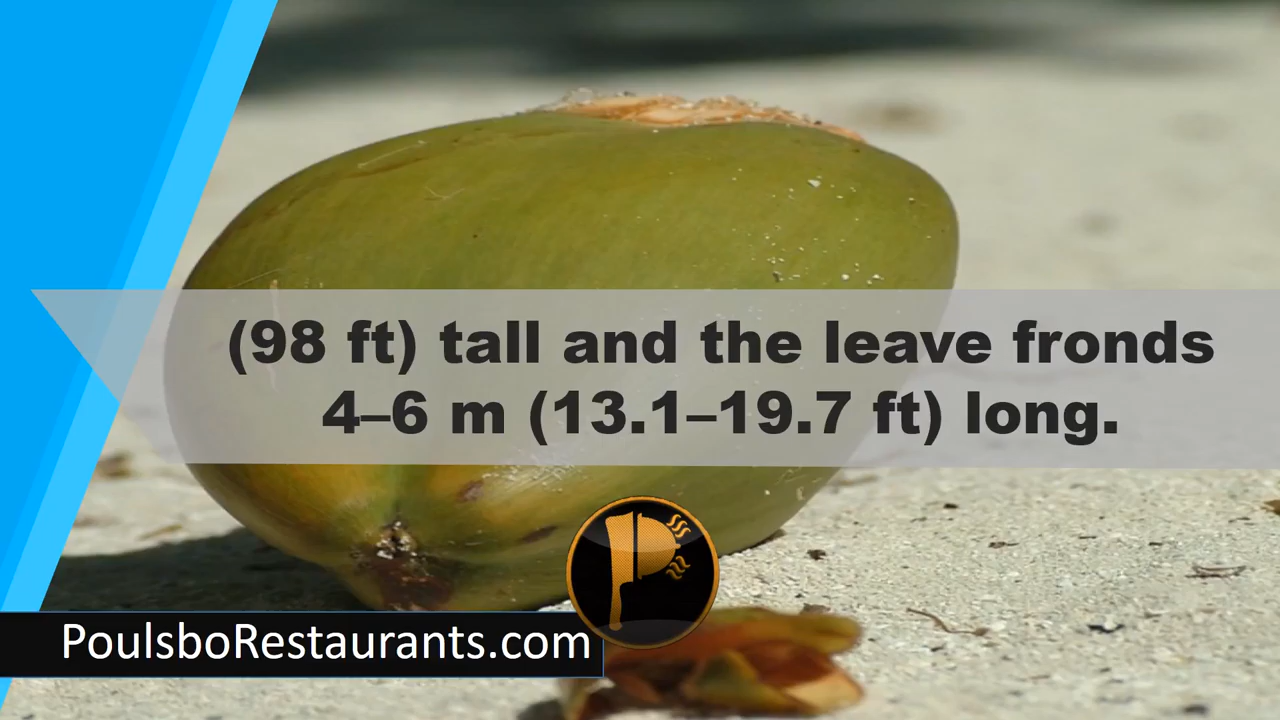 (98 ft) tall and the leave fronds
4–6 m (13.1–19.7 ft) long.
PoulsboRestaurants.com